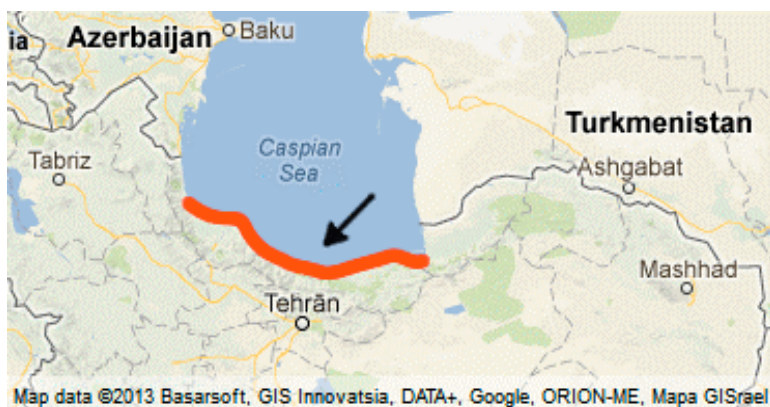 ia
Azerbaijan
Baku
Caspian
Sea
Turkmenistan
Tabriz
Ashgabat
Mashhad
Tehrān
Map data ©2013 Basarsoft, GIS Innovatsia, DATA+, Google, ORION-ME, Mapa GISrael